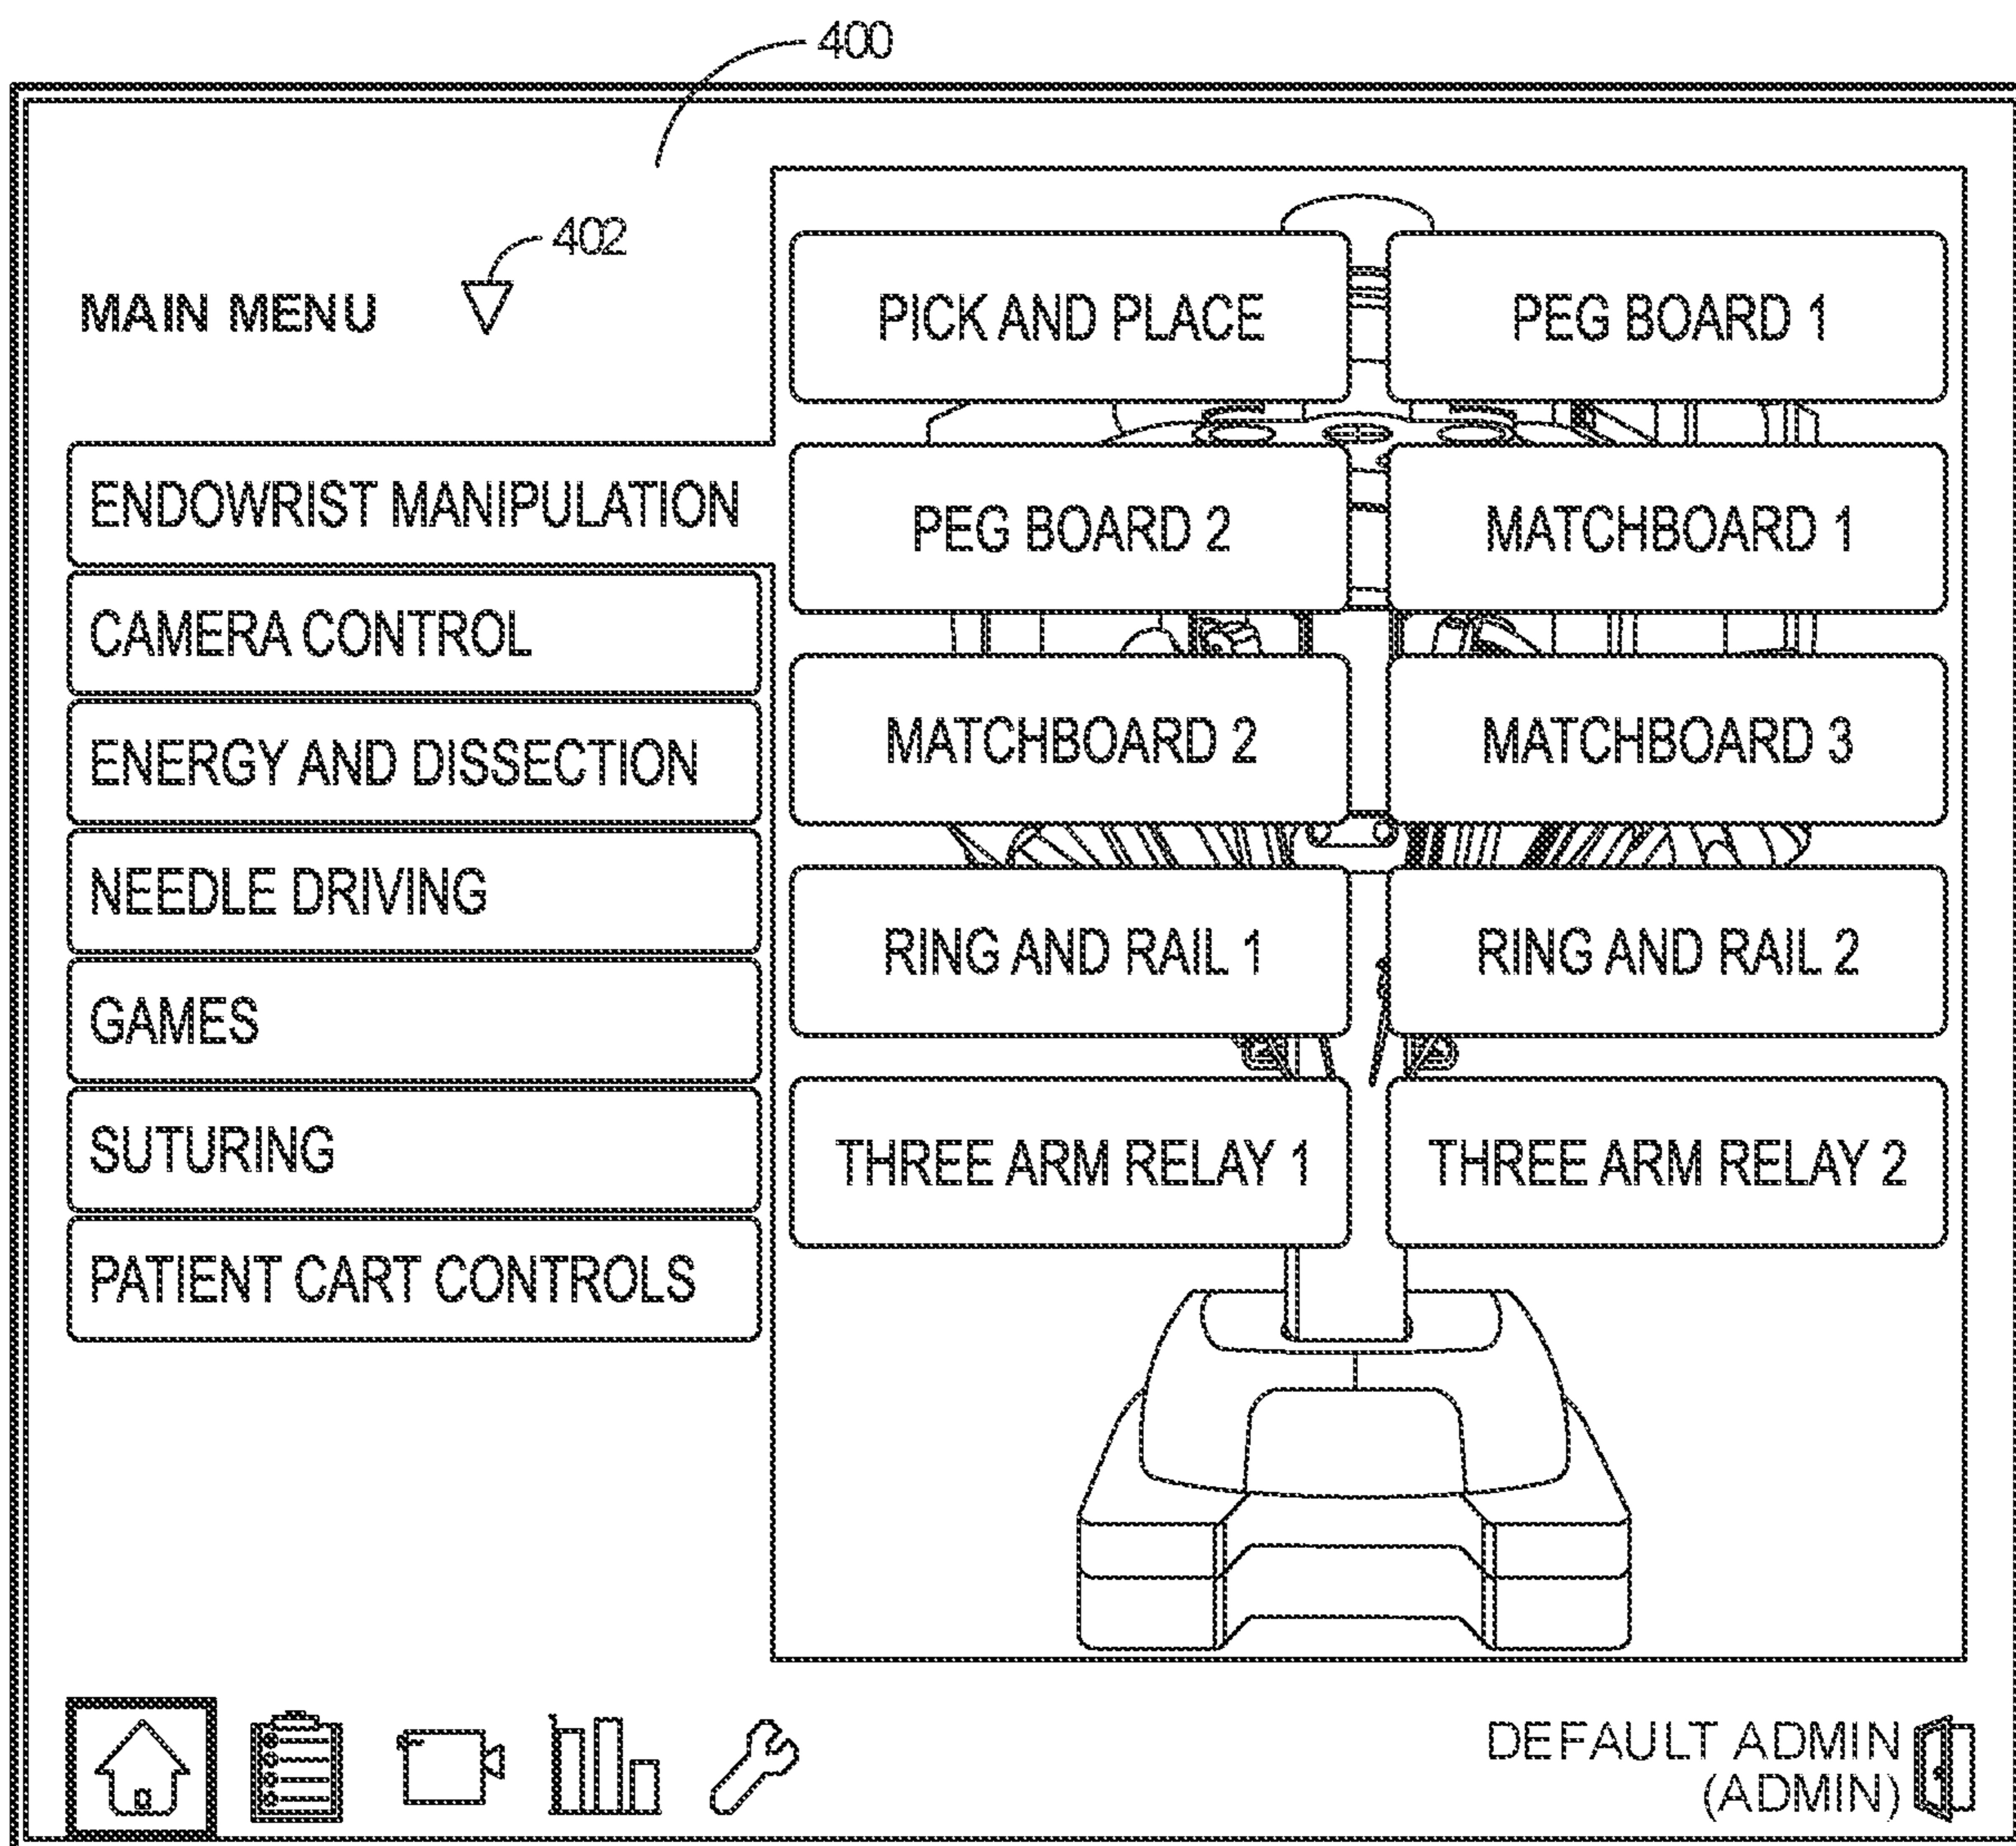 400
402
MAIN MENU
ENDOWRIST MANIPULATION
CAMERA CONTROL
ENERGY AND DISSECTION
NEEDLE DRIVING
GAMES
SUTURING
PATIENT CART CONTROLS
PICK AND PLACE
PEG BOARD 1
PEG BOARD 2
MATCHBOARD 1
MATCHBOARD 2
MATCHBOARD 3
RING AND RAIL 1
RING AND RAIL 2
THREE ARM RELAY 1
THREE ARM RELAY 2
DEFAULT ADMIN
(ADMIN)